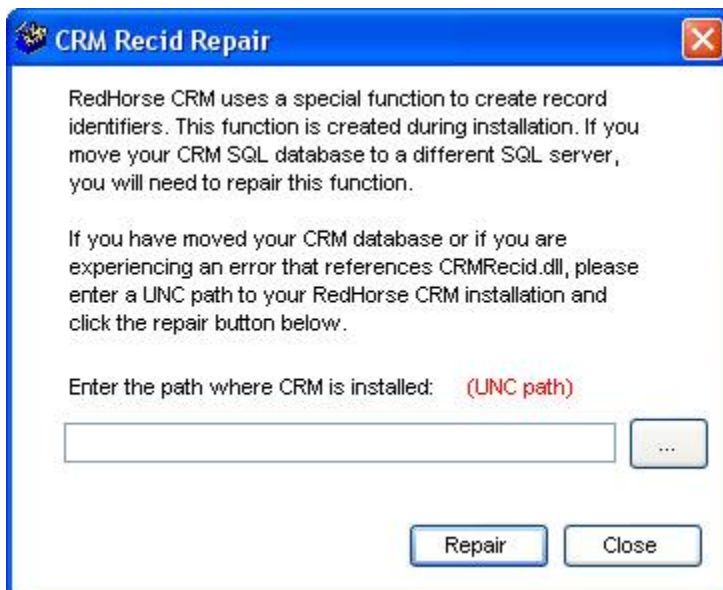 CRM Recid Repair
RedHorse CRM uses a special function to create record
identifiers. This function is created during installation. If you
move your CRM SQL database to a different SQL server,
you will need to repair this function.
If you have moved your CRM database or if you are
experiencing an error that references CRMRecid.dll, please
enter a UNC path to your RedHorse CRM installation and
click the repair button below.
Enter the path where CRM is installed: (UNC path)
...
Repair Close